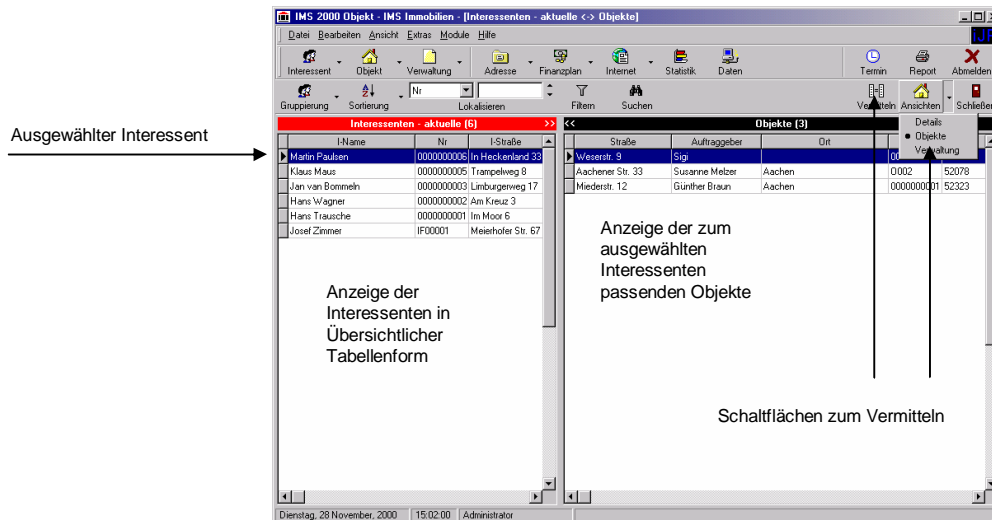 IMS 2000 Objekt - IMS Immobilien - [Interessenten - aktuelle <-> Objekte]
Datei Bearbeiten Ansicht Extras Module Hilfe
Interessent Objekt Verwaltung Adresse Finanzplan Internet Statistik Daten Termin Report Abmelden
Nr
Gruppierung Sortierung Lokalisieren Filtern Suchen Vermitteln Ansichten Schließen
Details
Objekte
Verwaltung
Ausgewählter Interessent
Interessenten - aktuelle (6) >>
I-Name Nr I-Straße
Martin Paulsen 0000000006 In Heckenland 33
Klaus Maus 0000000005 Trampelweg 8
Jan van Bommeln 0000000003 Limburgerweg 17
Hans Wagner 0000000002 Am Kreuz 3
Hans Trausche 0000000001 Im Moor 6
Josef Zimmer IF00001 Meierhofer Str. 67
<< Objekte (3)
Straße Auftraggeber Ort
Weserstr. 9 Sigi
Aachener Str. 33 Susanne Melzer Aachen O002 52078
Miederstr. 12 Günther Braun Aachen 0000000001 52323
Anzeige der
Interessenten in
Übersichtlicher
Tabellenform
Anzeige der zum
ausgewählten
Interessenten
passenden Objekte
Schaltflächen zum Vermitteln
Dienstag, 28 November, 2000 15:02:00 Administrator